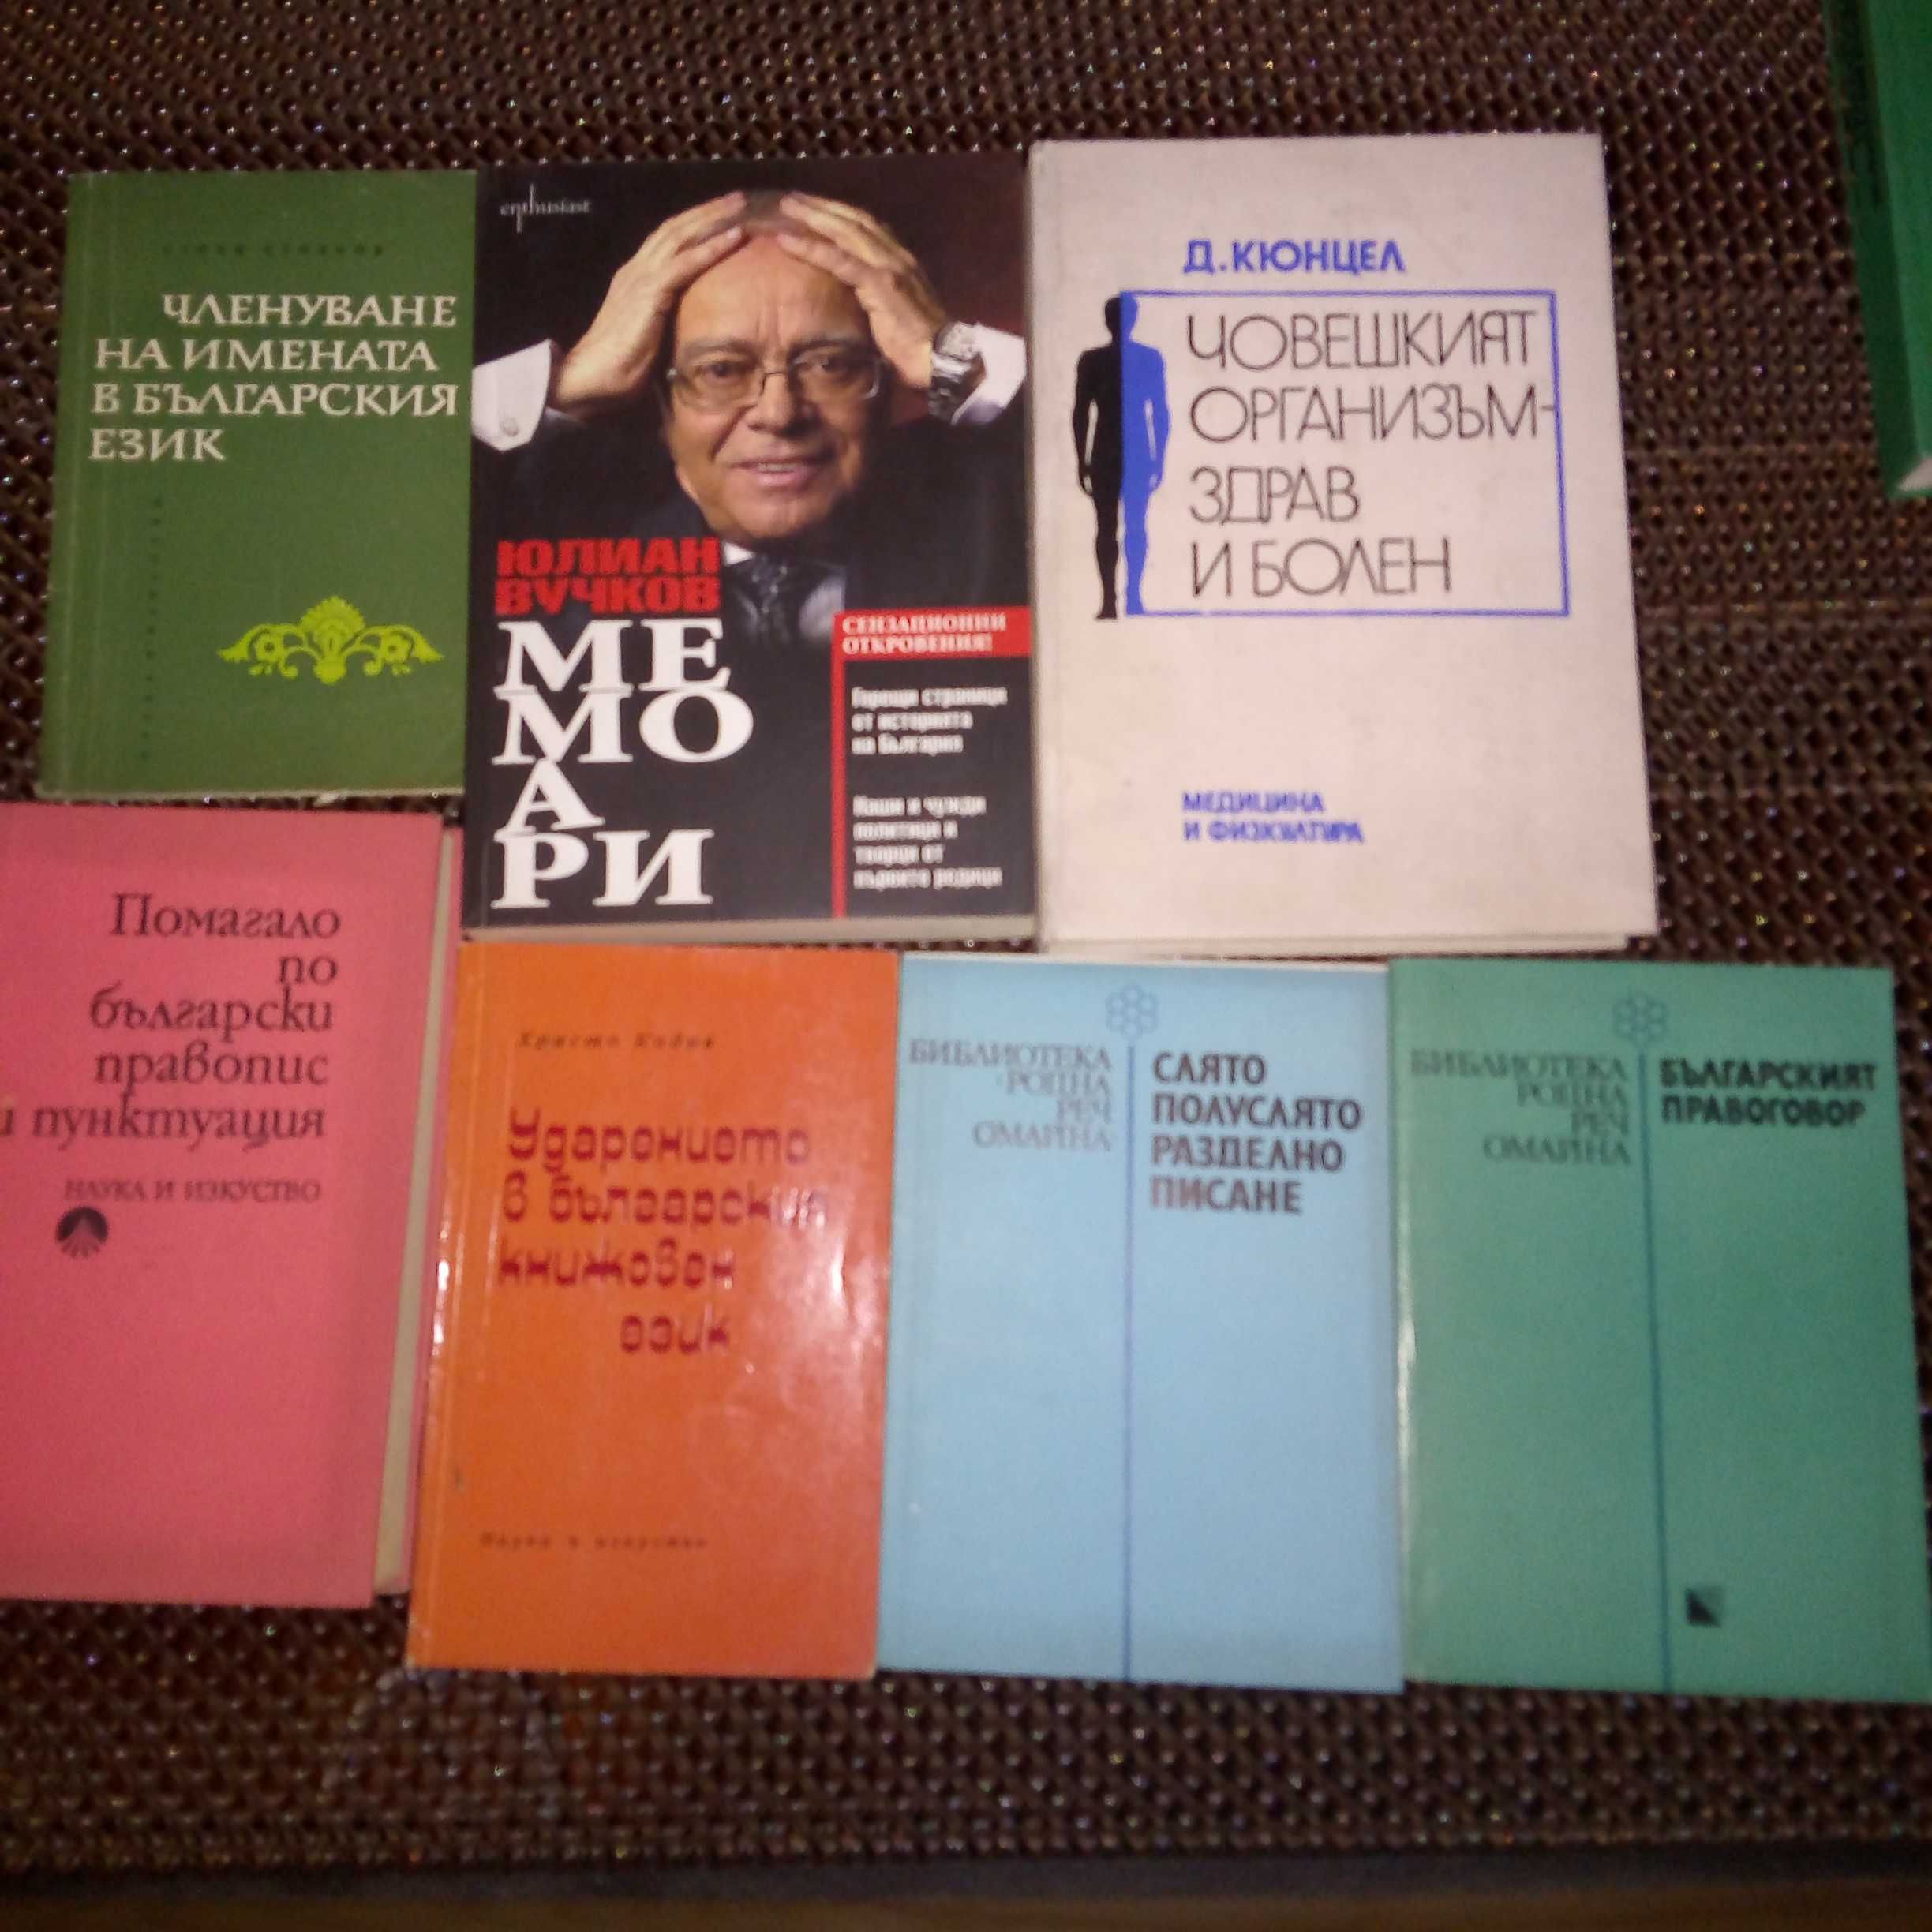 ЧЛЕНУВАНЕ
НА ИМЕНАТА
В БЪЛГАРСКИЯ
ЕЗИК
enthusiast
ЮЛИАН
ВУЧКОВ
МЕ
МО
А
РИ
СЕНЗАЦИОННИ
ОТКРОВЕНИЯ!
Горещи страници
от историята
на България
Наши и чужди
политици и
творци от
първите редици
Д.КЮНЦЕЛ
ЧОВЕШКИЯТ
ОРГАНИЗЪМ-
ЗДРАВ
И БОЛЕН
МЕДИЦИНА
И ФИЗКУЛТУРА
Помагало
по
български
правопис
и пунктуация
НАУКА И ИЗКУСТВО
Христо
Ударението
в българския
книжовен
език
Наука и изкуство
БИБЛИОТЕКА
РОДНА
РЕЧ
ОМАЙНА
СЛЯТО
ПОЛУСЛЯТО
РАЗДЕЛНО
ПИСАНЕ
БИБЛИОТЕКА
РОДНА
РЕЧ
ОМАЙНА
БЪЛГАРСКИЯТ
ПРАВОГОВОР